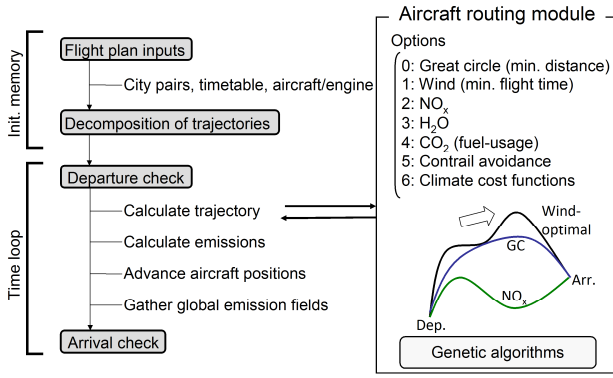 Init. memory
Flight plan inputs
City pairs, timetable, aircraft/engine
Decomposition of trajectories
Time loop
Departure check
Calculate trajectory
Calculate emissions
Advance aircraft positions
Gather global emission fields
Arrival check
Aircraft routing module
Options
0: Great circle (min. distance)
1: Wind (min. flight time)
2: NOₓ
3: H₂O
4: CO₂ (fuel-usage)
5: Contrail avoidance
6: Climate cost functions
Wind-
optimal
GC
Arr.
NOₓ
Dep.
Genetic algorithms